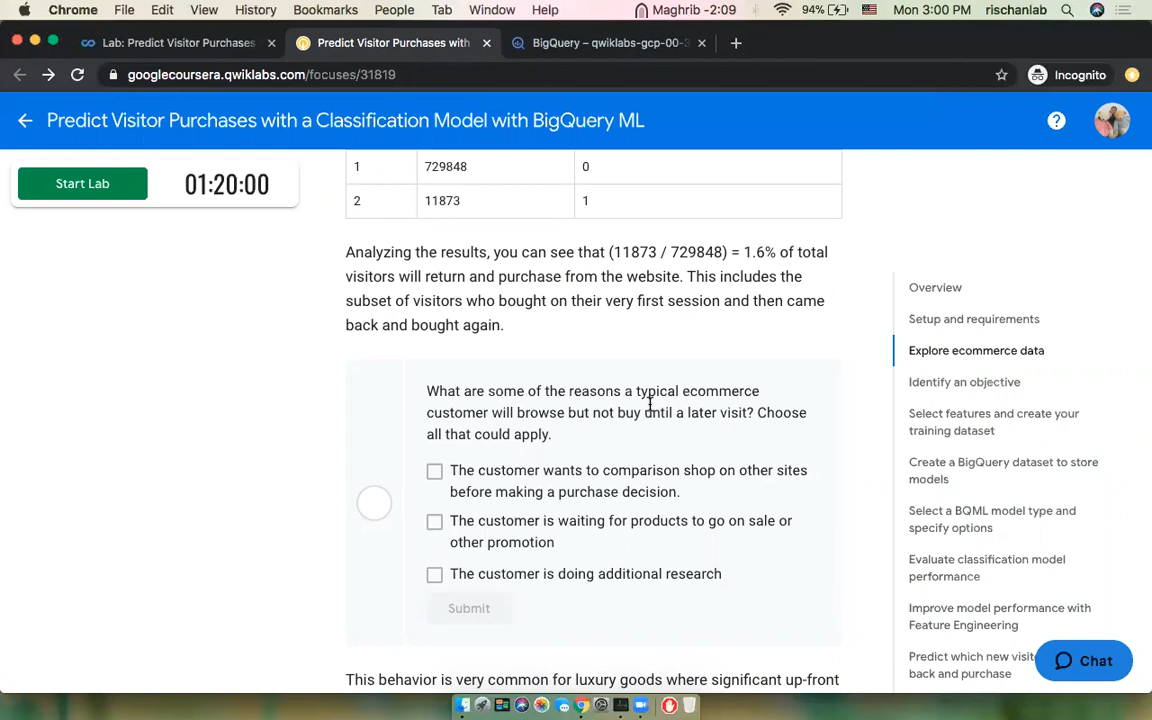 Chrome File Edit View History Bookmarks People Tab Window Help Maghrib -2:09 94% Mon 3:00 PM rischanlab
Lab: Predict Visitor Purchases Predict Visitor Purchases with BigQuery – qwiklabs-gcp-00-3
googlecoursera.qwiklabs.com/focuses/31819 Incognito
Predict Visitor Purchases with a Classification Model with BigQuery ML
Start Lab 01:20:00
1 729848 0
2 11873 1
Analyzing the results, you can see that (11873 / 729848) = 1.6% of total
visitors will return and purchase from the website. This includes the
subset of visitors who bought on their very first session and then came
back and bought again.
What are some of the reasons a typical ecommerce
customer will browse but not buy until a later visit? Choose
all that could apply.
The customer wants to comparison shop on other sites
before making a purchase decision.
The customer is waiting for products to go on sale or
other promotion
The customer is doing additional research
Submit
This behavior is very common for luxury goods where significant up-front
Overview
Setup and requirements
Explore ecommerce data
Identify an objective
Select features and create your
training dataset
Create a BigQuery dataset to store
models
Select a BQML model type and
specify options
Evaluate classification model
performance
Improve model performance with
Feature Engineering
Predict which new visit
back and purchase
Chat